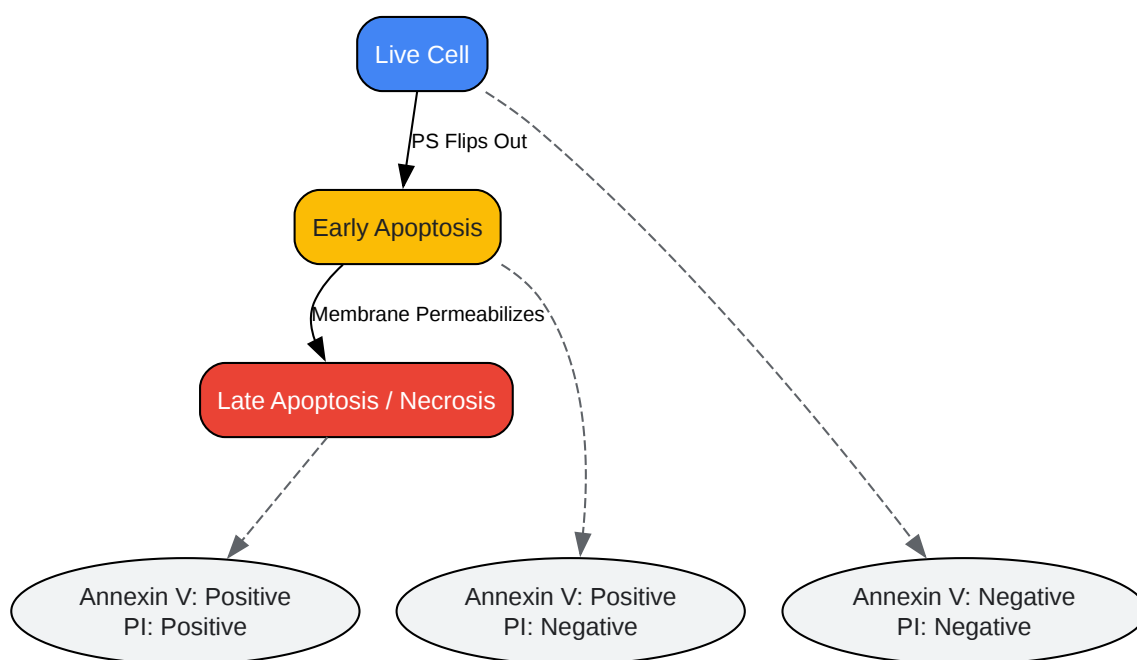 Live Cell
PS Flips Out
Early Apoptosis
Membrane Permeabilizes
Late Apoptosis / Necrosis
Annexin V: Positive
PI: Positive
Annexin V: Positive
PI: Negative
Annexin V: Negative
PI: Negative